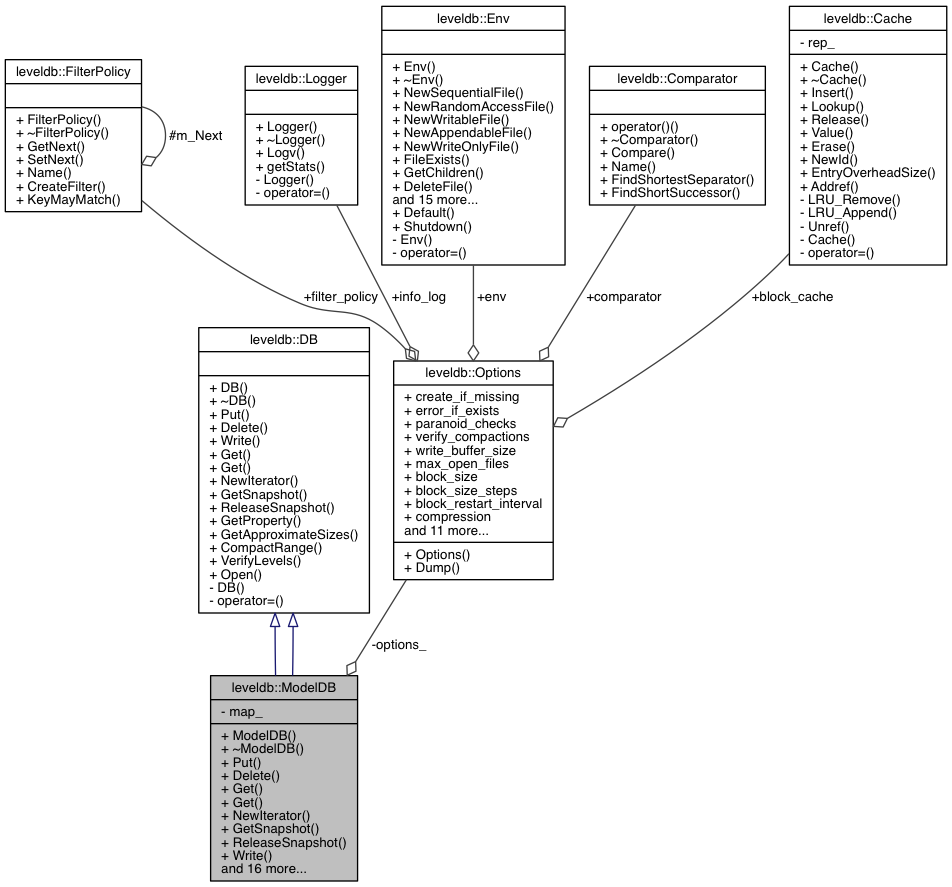 leveldb::FilterPolicy
+ FilterPolicy()
+ ~FilterPolicy()
+ GetNext()
+ SetNext()
+ Name()
+ CreateFilter()
+ KeyMayMatch()
#m_Next
leveldb::Logger
+ Logger()
+ ~Logger()
+ Logv()
+ getStats()
- Logger()
- operator=()
leveldb::Env
+ Env()
+ ~Env()
+ NewSequentialFile()
+ NewRandomAccessFile()
+ NewWritableFile()
+ NewAppendableFile()
+ NewWriteOnlyFile()
+ FileExists()
+ GetChildren()
+ DeleteFile()
and 15 more...
+ Default()
+ Shutdown()
- Env()
- operator=()
leveldb::Comparator
+ operator()()
+ ~Comparator()
+ Compare()
+ Name()
+ FindShortestSeparator()
+ FindShortSuccessor()
leveldb::Cache
- rep_
+ Cache()
+ ~Cache()
+ Insert()
+ Lookup()
+ Release()
+ Value()
+ Erase()
+ NewId()
+ EntryOverheadSize()
+ Addref()
- LRU_Remove()
- LRU_Append()
- Unref()
- Cache()
- operator=()
+filter_policy
+info_log
+env
+comparator
+block_cache
leveldb::DB
+ DB()
+ ~DB()
+ Put()
+ Delete()
+ Write()
+ Get()
+ Get()
+ NewIterator()
+ GetSnapshot()
+ ReleaseSnapshot()
+ GetProperty()
+ GetApproximateSizes()
+ CompactRange()
+ VerifyLevels()
+ Open()
- DB()
- operator=()
leveldb::Options
+ create_if_missing
+ error_if_exists
+ paranoid_checks
+ verify_compactions
+ write_buffer_size
+ max_open_files
+ block_size
+ block_size_steps
+ block_restart_interval
+ compression
and 11 more...
+ Options()
+ Dump()
-options_
leveldb::ModelDB
- map_
+ ModelDB()
+ ~ModelDB()
+ Put()
+ Delete()
+ Get()
+ Get()
+ NewIterator()
+ GetSnapshot()
+ ReleaseSnapshot()
+ Write()
and 16 more...